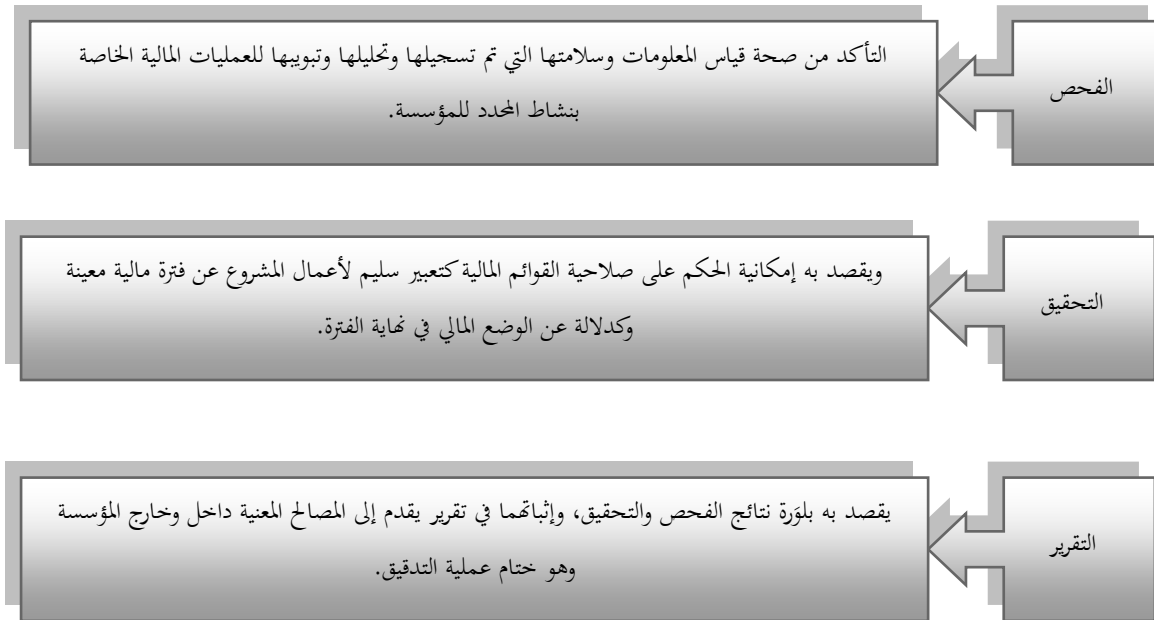 الفحص
التأكد من صحة قياس المعلومات وسلامتها التي تم تسجيلها وتحليلها وتبويبها للعمليات المالية الخاصة
بنشاط المحدد للمؤسسة.
التحقيق
ويقصد به إمكانية الحكم على صلاحية القوائم المالية كتعبير سليم لأعمال المشروع عن فترة مالية معينة
وكدلالة عن الوضع المالي في نهاية الفترة.
التقرير
يقصد به بلوَرة نتائج الفحص والتحقيق، وإثباتهما في تقرير يقدم إلى المصالح المعنية داخل وخارج المؤسسة
وهو ختام عملية التدقيق.